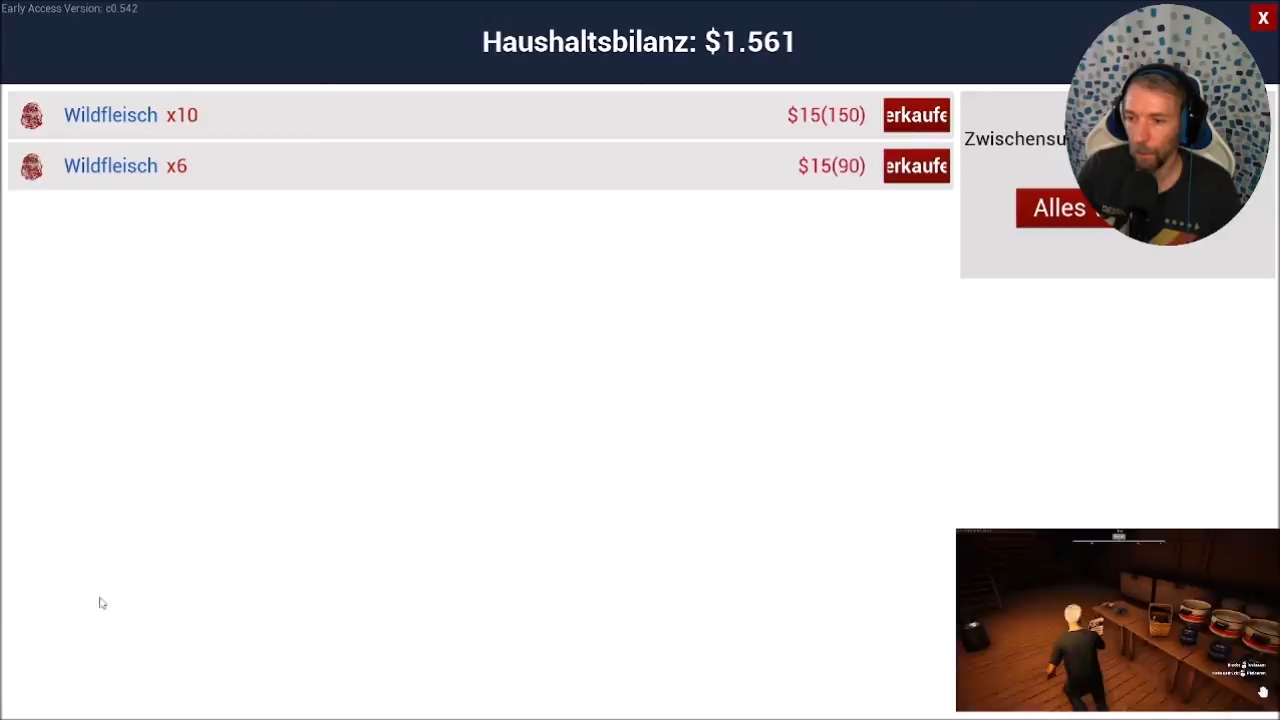 Early Access Version: c0.542
Haushaltsbilanz: $1.561
X
Wildfleisch x10
$15(150)
erkaufe
Zwischensu
Wildfleisch x6
$15(90)
erkaufe
Alles